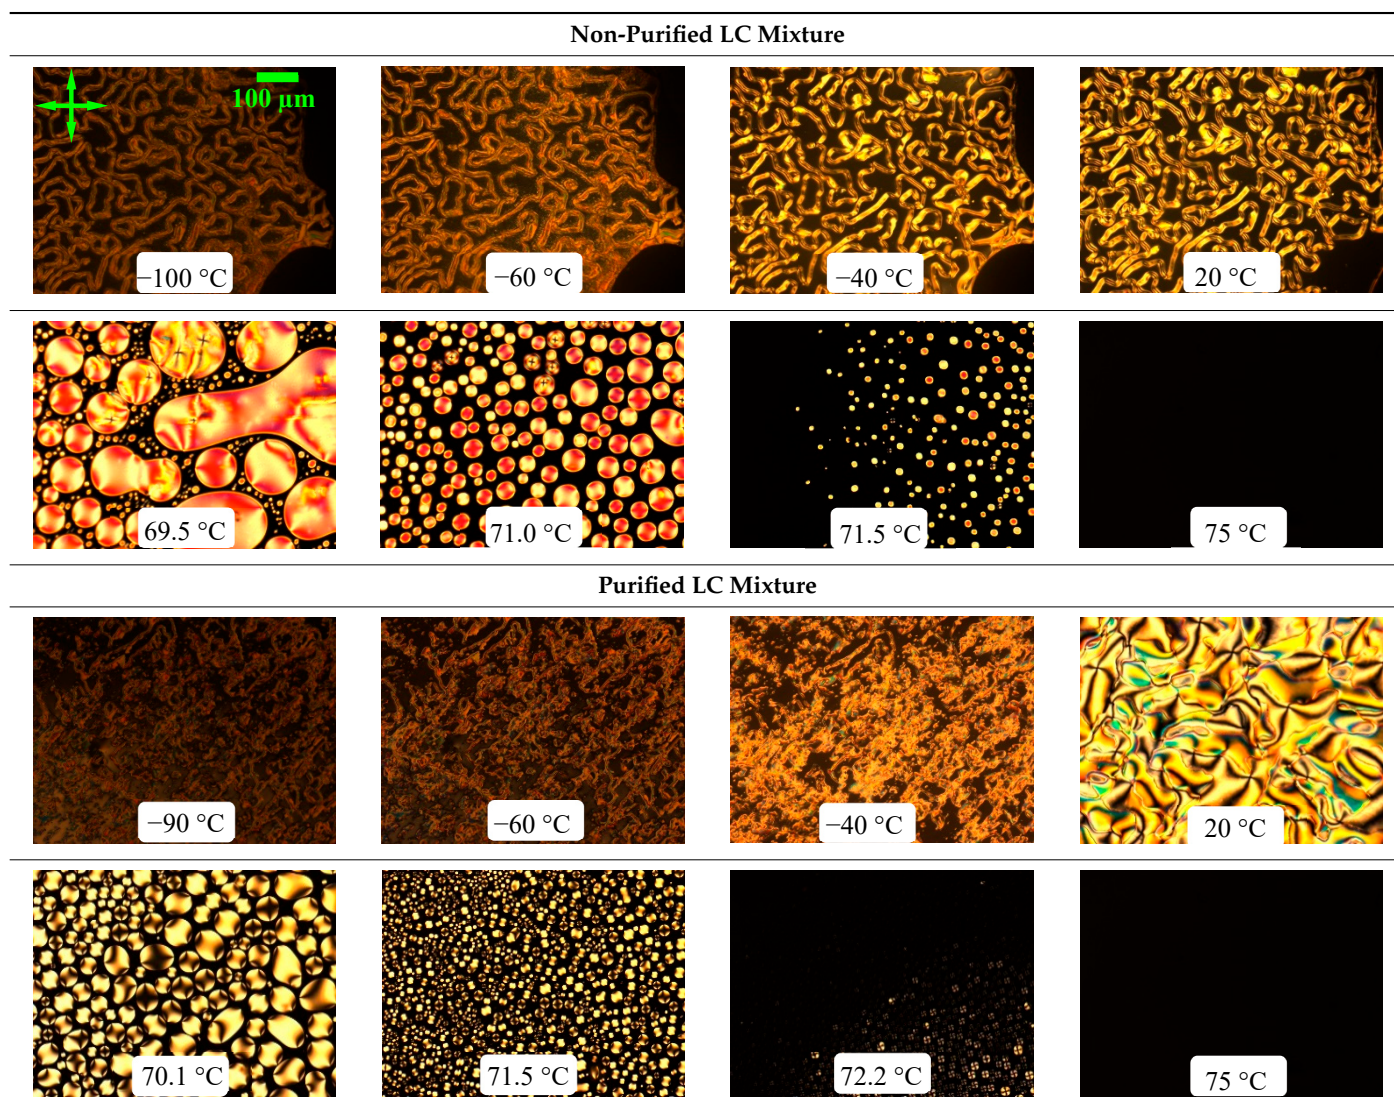 Non-Purified LC Mixture
100 µm
−100 °C
−60 °C
−40 °C
20 °C
69.5 °C
71.0 °C
71.5 °C
75 °C
Purified LC Mixture
−90 °C
−60 °C
−40 °C
20 °C
70.1 °C
71.5 °C
72.2 °C
75 °C